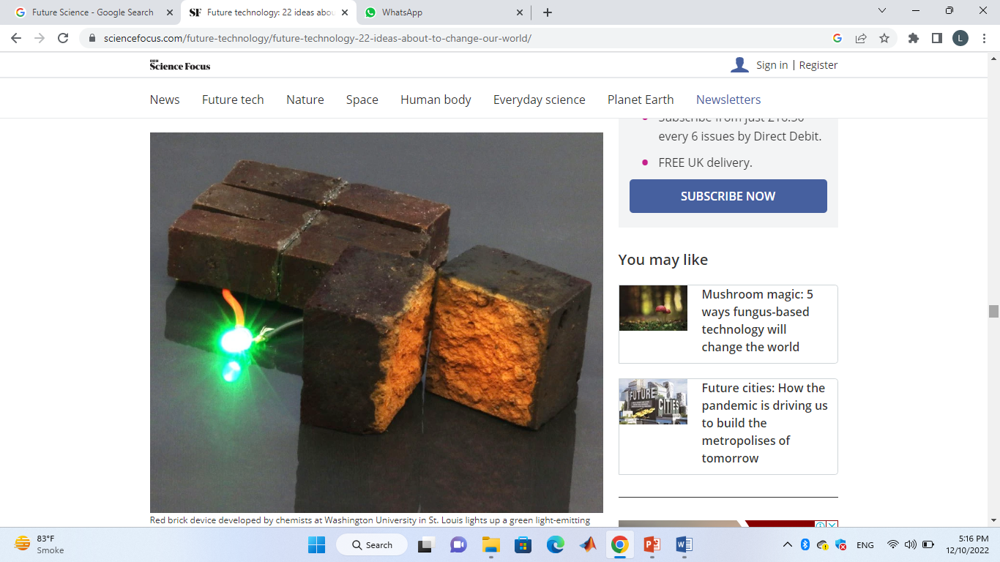 Future Science - Google Search
Future technology: 22 ideas abou
WhatsApp
sciencefocus.com/future-technology/future-technology-22-ideas-about-to-change-our-world/
L
Science Focus
Sign in | Register
News
Future tech
Nature
Space
Human body
Everyday science
Planet Earth
Newsletters
Subscribe from just £16.50
every 6 issues by Direct Debit.
FREE UK delivery.
SUBSCRIBE NOW
You may like
Mushroom magic: 5
ways fungus-based
technology will
change the world
FUTURE
CITIES
Future cities: How the
pandemic is driving us
to build the
metropolises of
tomorrow
Red brick device developed by chemists at Washington University in St. Louis lights up a green light-emitting
83°F
Smoke
Search
ENG
5:16 PM
12/10/2022